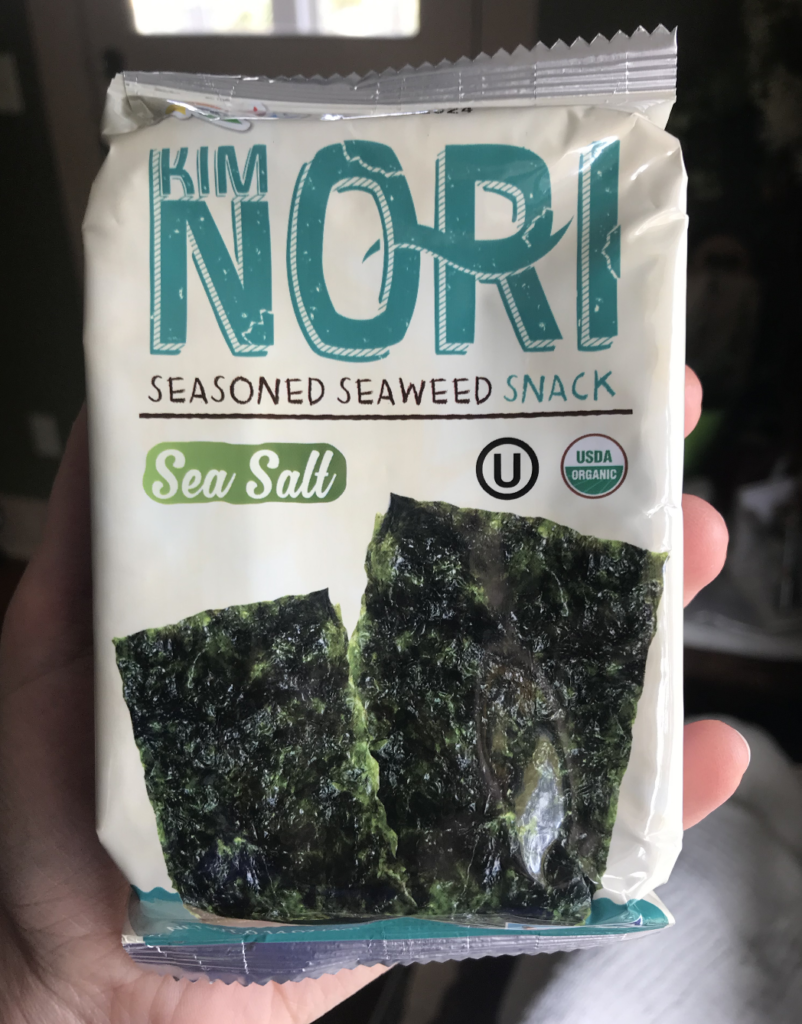 KIM
NORI
SEASONED SEAWEED SNACK
Sea Salt
U
USDA
ORGANIC